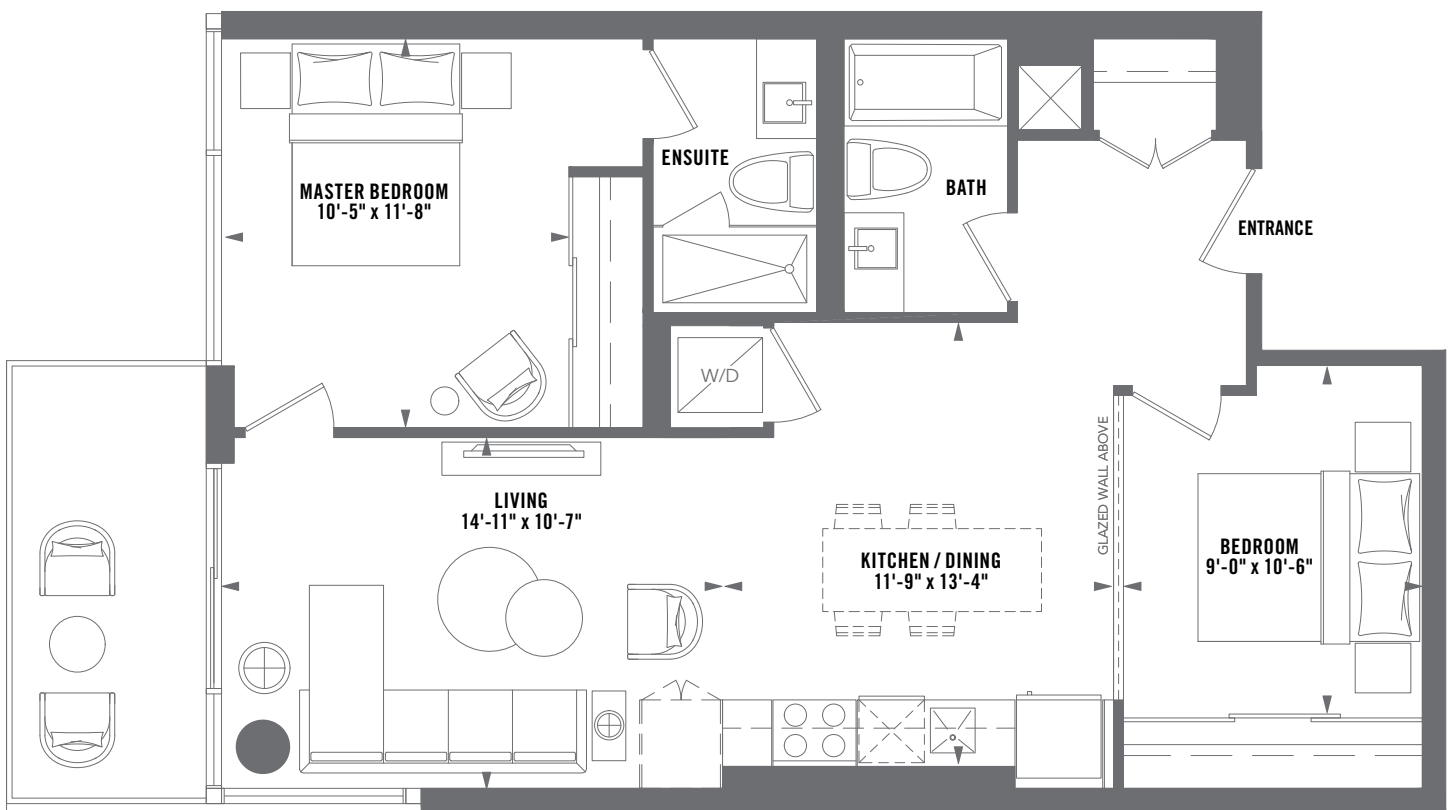 MASTER BEDROOM
10'-5" x 11'-8"
ENSUITE
BATH
ENTRANCE
W/D
LIVING
14'-11" x 10'-7"
KITCHEN / DINING
11'-9" x 13'-4"
GLAZED WALL ABOVE
BEDROOM
9'-0" x 10'-6"